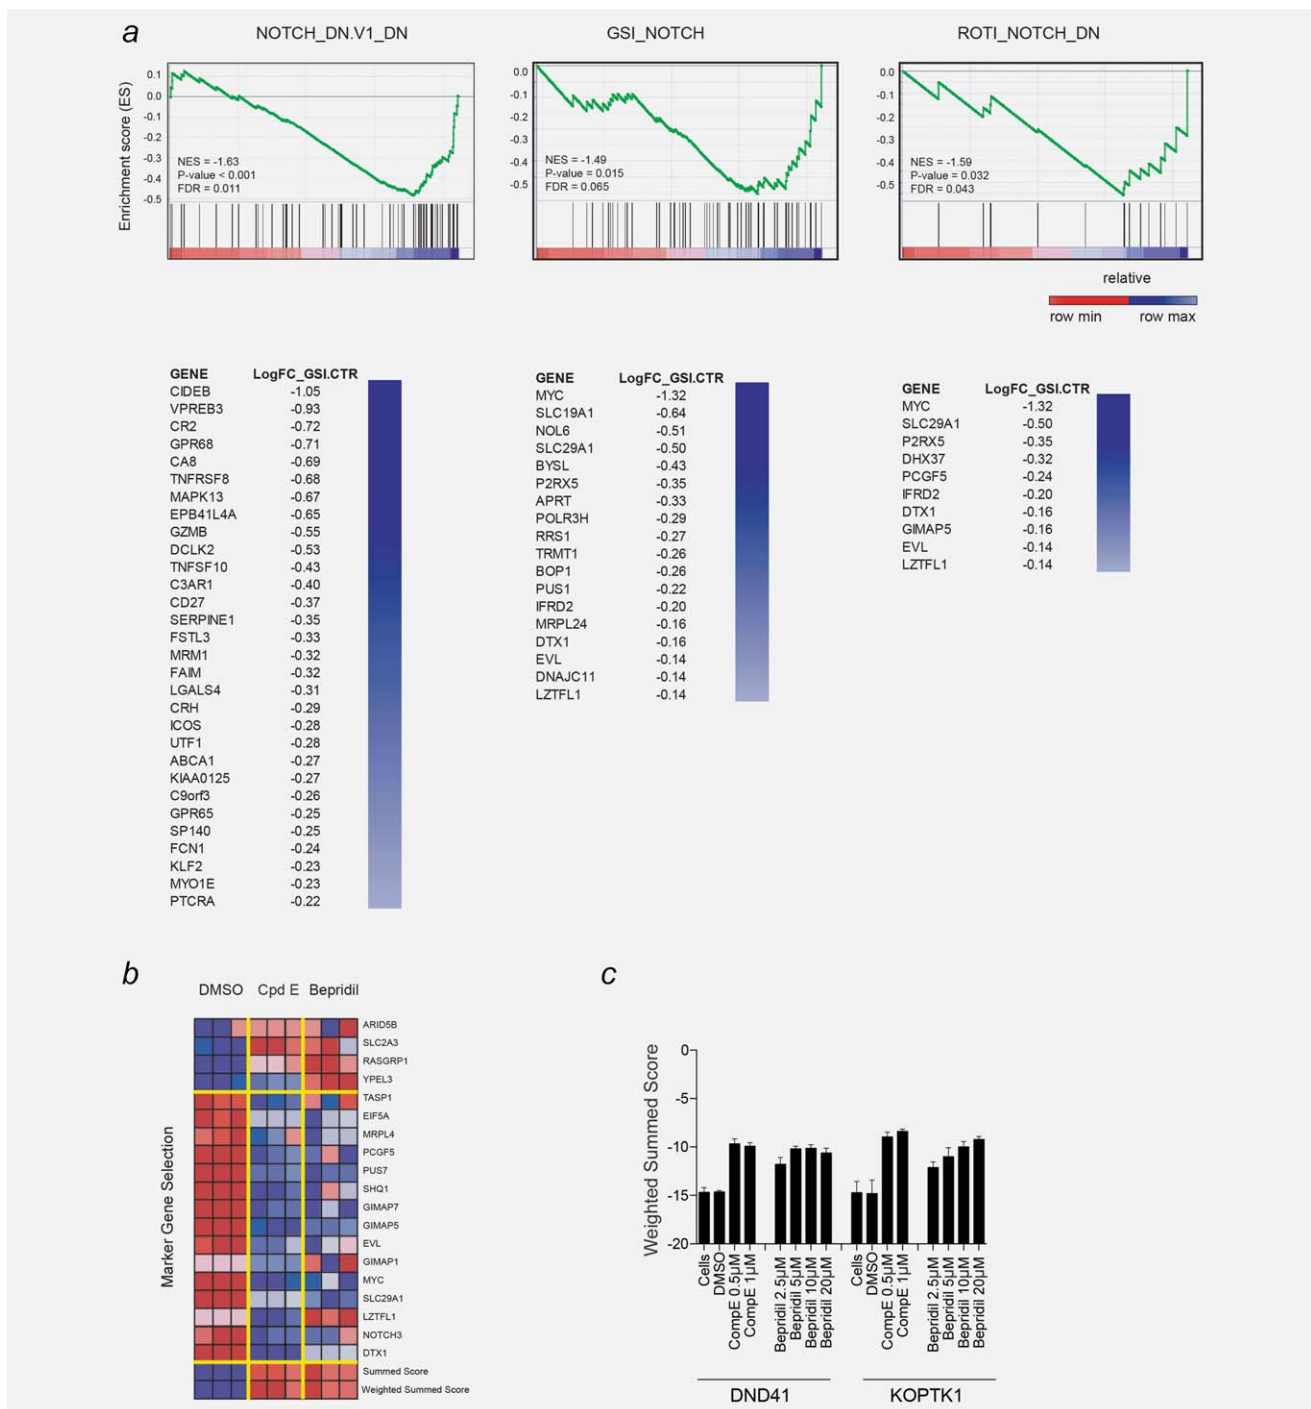 a
NOTCH_DN.V1_DN
GSI_NOTCH
ROTI_NOTCH_DN
Enrichment score (ES)
0.1
0.0
-0.1
-0.2
-0.3
-0.4
-0.5
NES = -1.63
P-value < 0.001
FDR = 0.011
0.0
-0.1
-0.2
-0.3
-0.4
-0.5
NES = -1.49
P-value = 0.015
FDR = 0.065
0.0
-0.1
-0.2
-0.3
-0.4
-0.5
NES = -1.59
P-value = 0.032
FDR = 0.043
relative
row min row max
GENE LogFC_GSI.CTR
CIDEB -1.05
VPREB3 -0.93
CR2 -0.72
GPR68 -0.71
CA8 -0.69
TNFRSF8 -0.68
MAPK13 -0.67
EPB41L4A -0.65
GZMB -0.55
DCLK2 -0.53
TNFSF10 -0.43
C3AR1 -0.40
CD27 -0.37
SERPINE1 -0.35
FSTL3 -0.33
MRM1 -0.32
FAIM -0.32
LGALS4 -0.31
CRH -0.29
ICOS -0.28
UTF1 -0.28
ABCA1 -0.27
KIAA0125 -0.27
C9orf3 -0.26
GPR65 -0.25
SP140 -0.25
FCN1 -0.24
KLF2 -0.23
MYO1E -0.23
PTCRA -0.22
GENE LogFC_GSI.CTR
MYC -1.32
SLC19A1 -0.64
NOL6 -0.51
SLC29A1 -0.50
BYSL -0.43
P2RX5 -0.35
APRT -0.33
POLR3H -0.29
RRS1 -0.27
TRMT1 -0.26
BOP1 -0.26
PUS1 -0.22
IFRD2 -0.20
MRPL24 -0.16
DTX1 -0.16
EVL -0.14
DNAJC11 -0.14
LZTFL1 -0.14
GENE LogFC_GSI.CTR
MYC -1.32
SLC29A1 -0.50
P2RX5 -0.35
DHX37 -0.32
PCGF5 -0.24
IFRD2 -0.20
DTX1 -0.16
GIMAP5 -0.16
EVL -0.14
LZTFL1 -0.14
b
DMSO Cpd E Bepridil
Marker Gene Selection
ARID5B
SLC2A3
RASGRP1
YPEL3
TASP1
EIF5A
MRPL4
PCGF5
PUS7
SHQ1
GIMAP7
GIMAP5
EVL
GIMAP1
MYC
SLC29A1
LZTFL1
NOTCH3
DTX1
Summed Score
Weighted Summed Score
c
Weighted Summed Score
0
-5
-10
-15
-20
Cells
DMSO
CompE 0.5µM
CompE 1µM
Bepridil 2.5µM
Bepridil 5µM
Bepridil 10µM
Bepridil 20µM
Cells
DMSO
CompE 0.5µM
CompE 1µM
Bepridil 2.5µM
Bepridil 5µM
Bepridil 10µM
Bepridil 20µM
DND41
KOPTK1